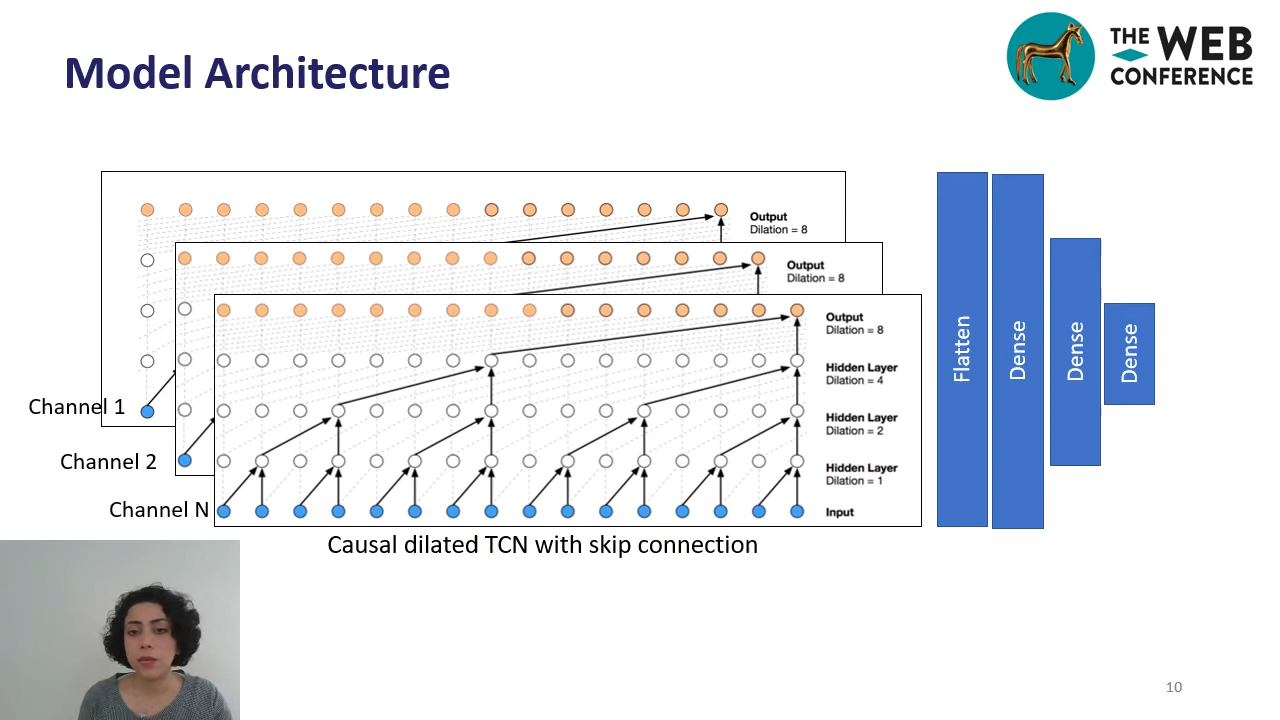 Model Architecture
THE WEB
CONFERENCE
Output
Dilation = 8
Output
Dilation = 8
Output
Dilation = 8
Hidden Layer
Dilation = 4
Hidden Layer
Dilation = 2
Hidden Layer
Dilation = 1
Input
Channel 1
Channel 2
Channel N
Causal dilated TCN with skip connection
Flatten
Dense
Dense
Dense
10